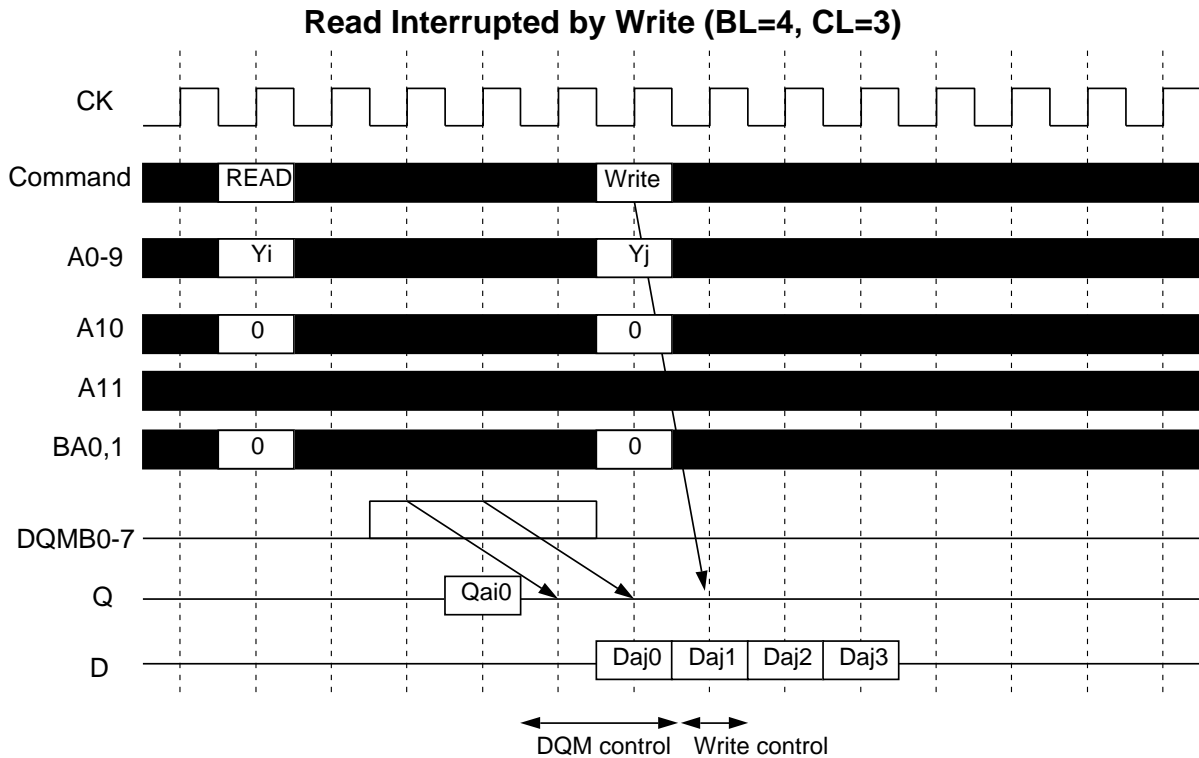 Read Interrupted by Write (BL=4, CL=3)
CK
Command READ Write
A0-9 Yi Yj
A10 0 0
A11
BA0,1 0 0
DQMB0-7
Q Qai0
D Daj0 Daj1 Daj2 Daj3
DQM control Write control